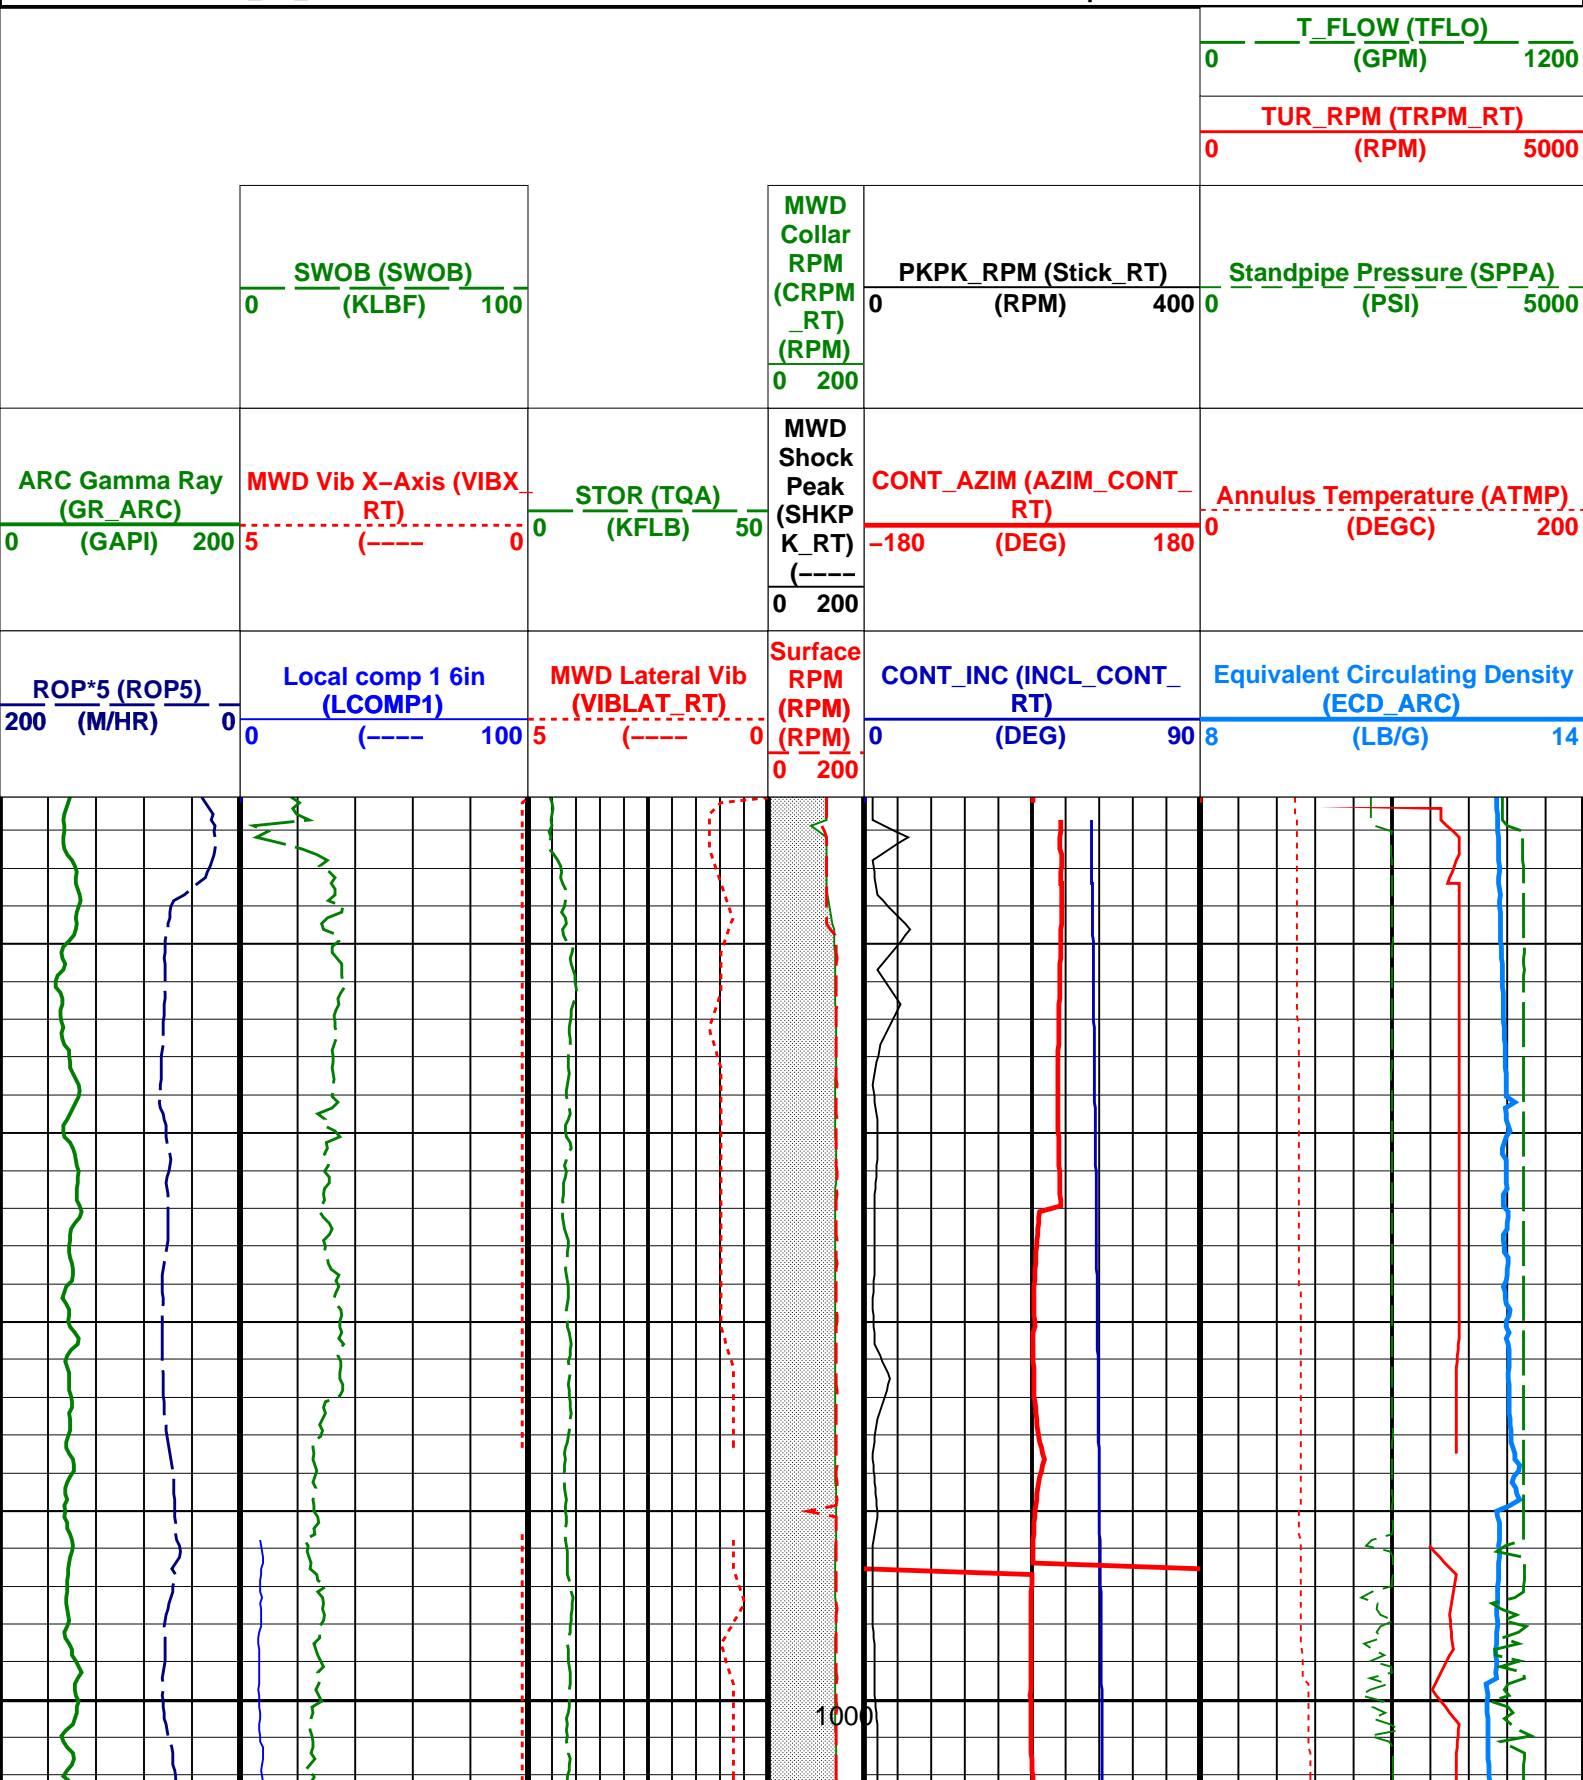 T_FLOW (TFLO)
0 (GPM) 1200
TUR_RPM (TRPM_RT)
0 (RPM) 5000
SWOB (SWOB)
0 (KLBF) 100
MWD
Collar
RPM
(CRPM
_RT)
(RPM)
0 200
PKPK_RPM (Stick_RT)
0 (RPM) 400
Standpipe Pressure (SPPA)
0 (PSI) 5000
ARC Gamma Ray
(GR_ARC)
0 (GAPI) 200
MWD Vib X−Axis (VIBX_
RT)
5 (−−−− 0
STOR (TQA)
0 (KFLB) 50
MWD
Shock
Peak
(SHKP
K_RT)
(−−−−
0 200
CONT_AZIM (AZIM_CONT_
RT)
−180 (DEG) 180
Annulus Temperature (ATMP)
0 (DEGC) 200
ROP*5 (ROP5)
200 (M/HR) 0
Local comp 1 6in
(LCOMP1)
0 (−−−− 100
MWD Lateral Vib
(VIBLAT_RT)
5 (−−−− 0
Surface
RPM
(RPM)
(RPM)
0 200
CONT_INC (INCL_CONT_
RT)
0 (DEG) 90
Equivalent Circulating Density
(ECD_ARC)
8 (LB/G) 14
1000